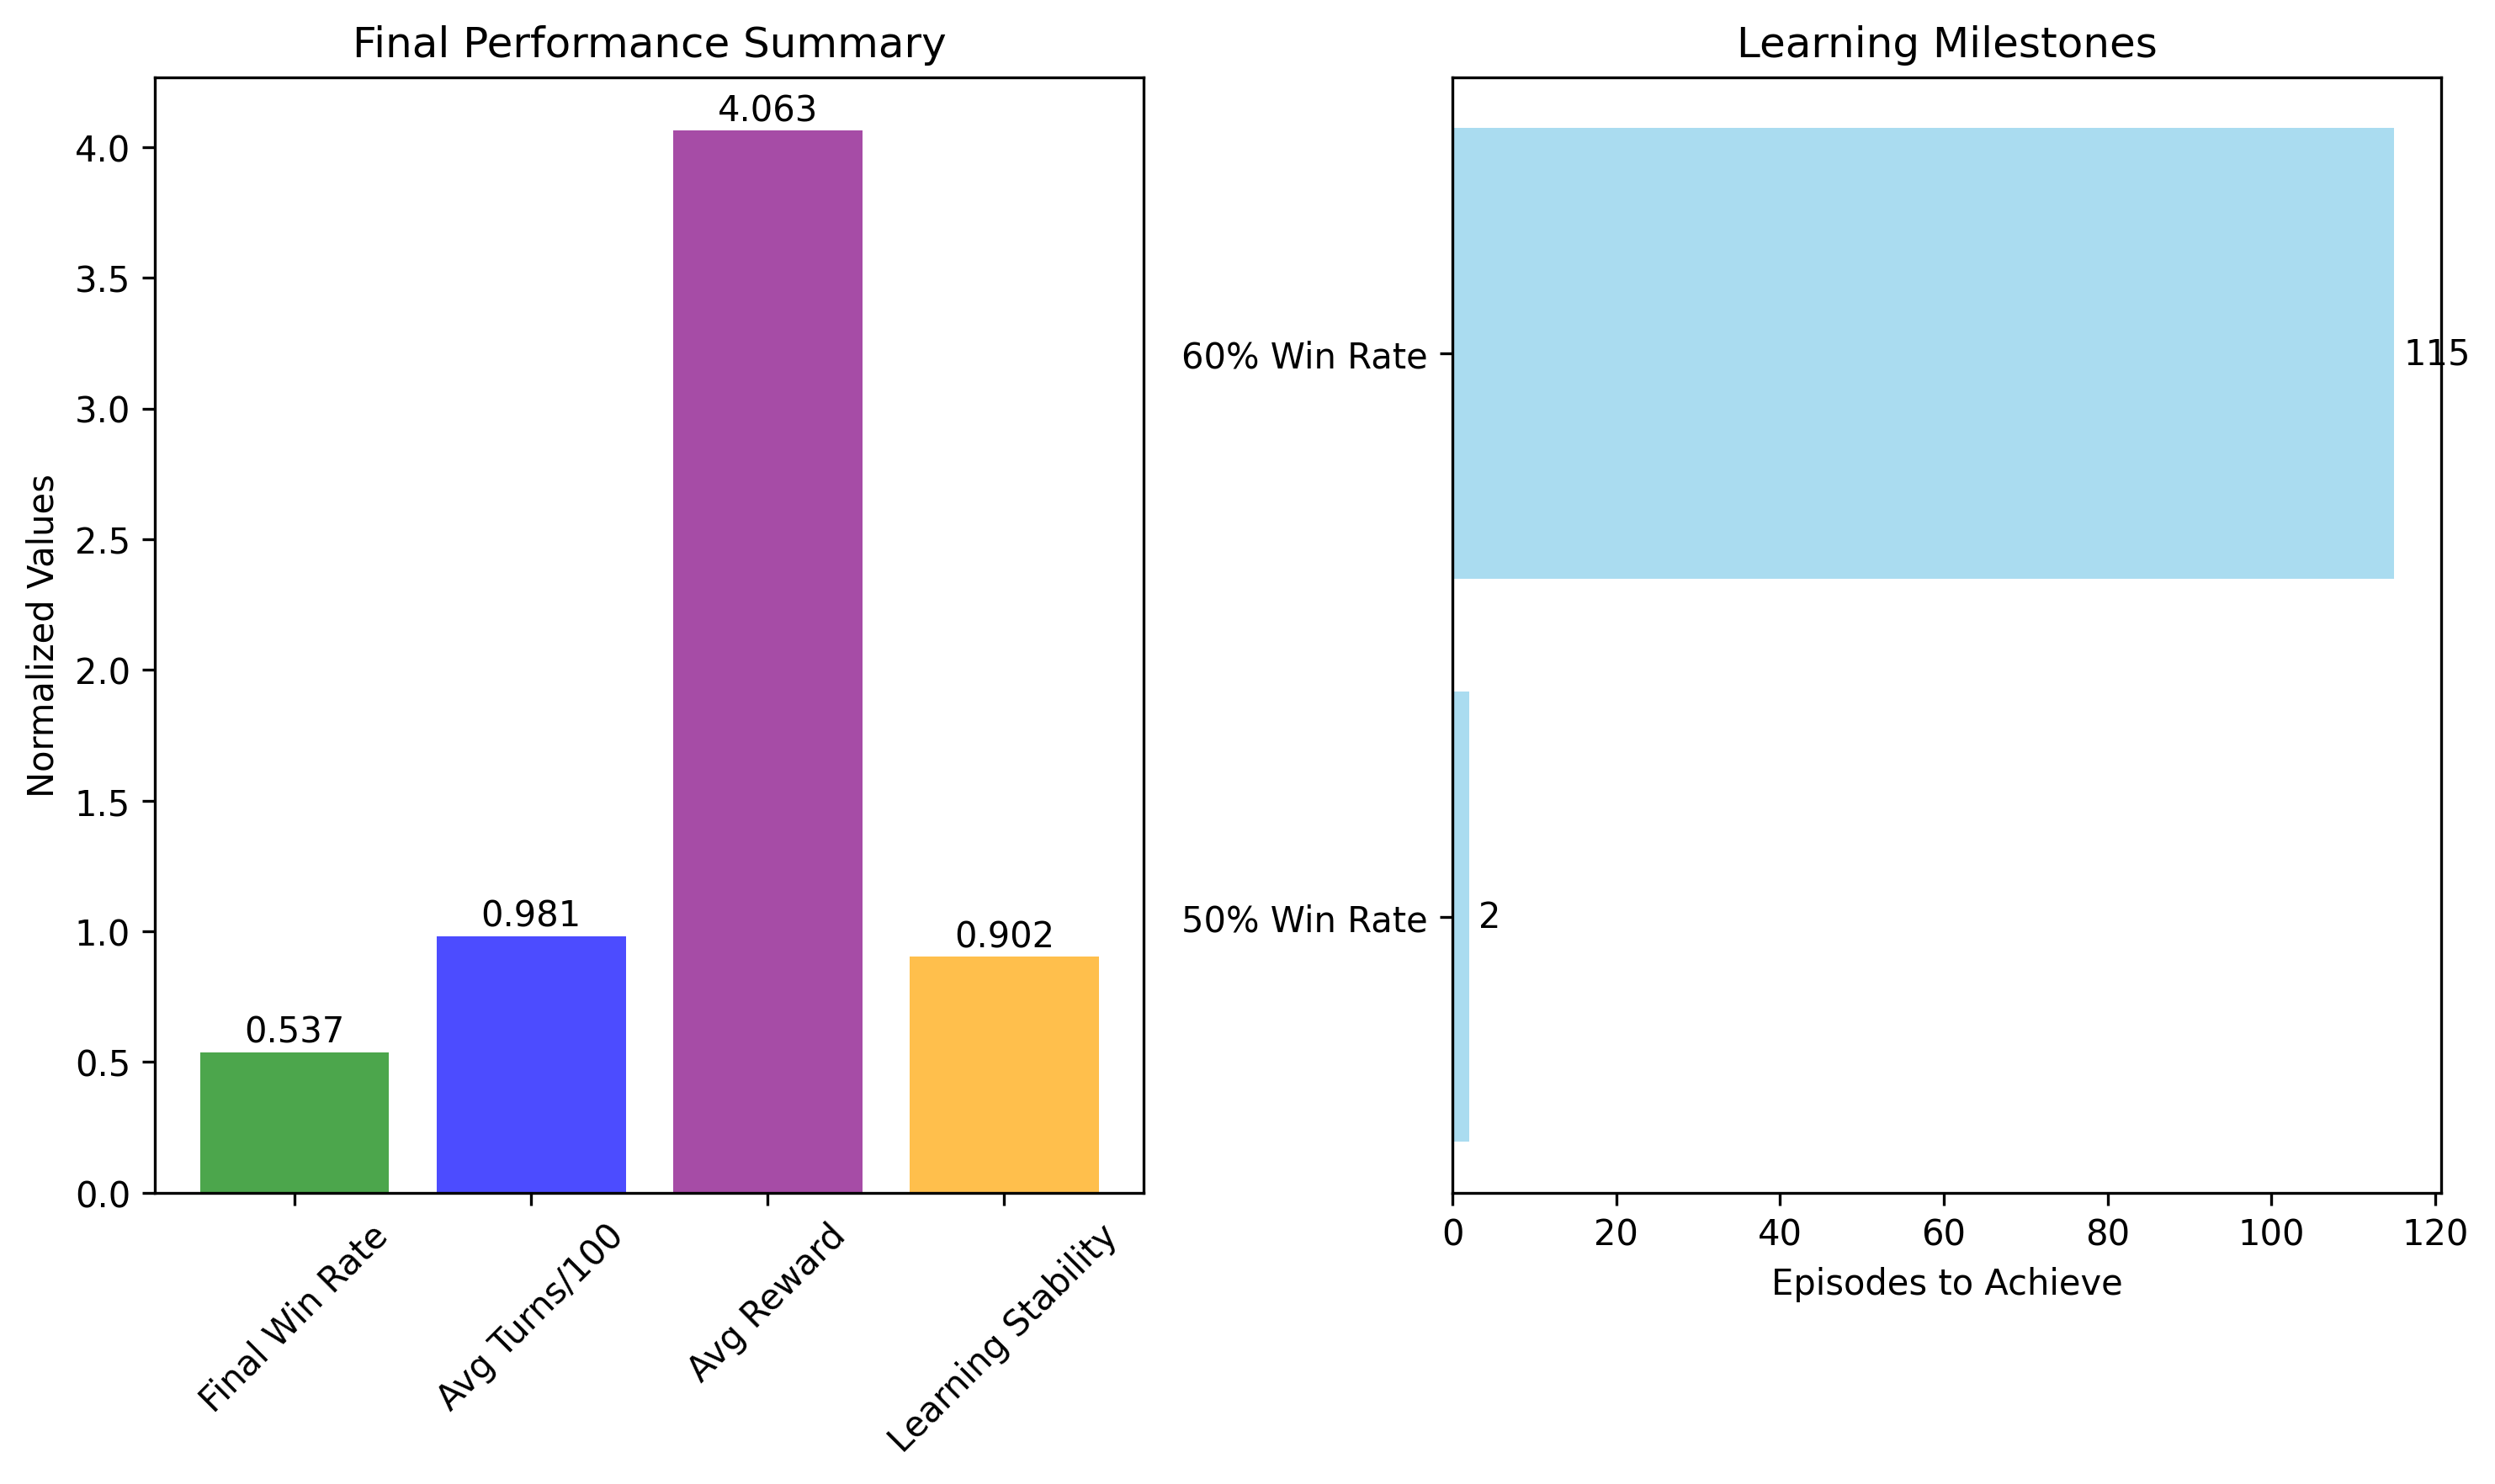 Final Performance Summary
Normalized Values
4.0
3.5
3.0
2.5
2.0
1.5
1.0
0.5
0.0
0.537
0.981
4.063
0.902
Final Win Rate
Avg Turns/100
Avg Reward
Learning Stability
Learning Milestones
60% Win Rate
115
50% Win Rate
2
0 20 40 60 80 100 120
Episodes to Achieve